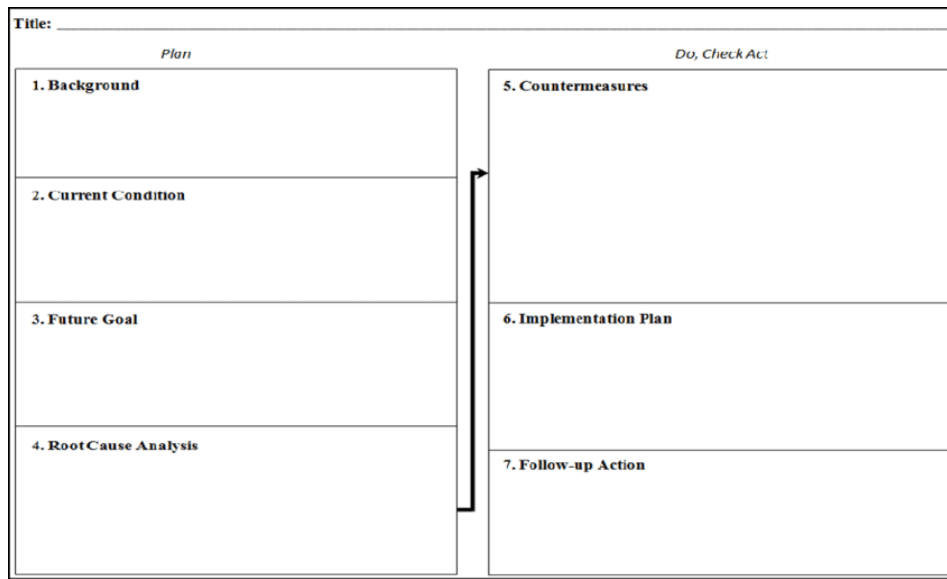 Title:
Plan
1. Background
2. Current Condition
3. Future Goal
4. Root Cause Analysis
Do, Check Act
5. Countermeasures
6. Implementation Plan
7. Follow-up Action